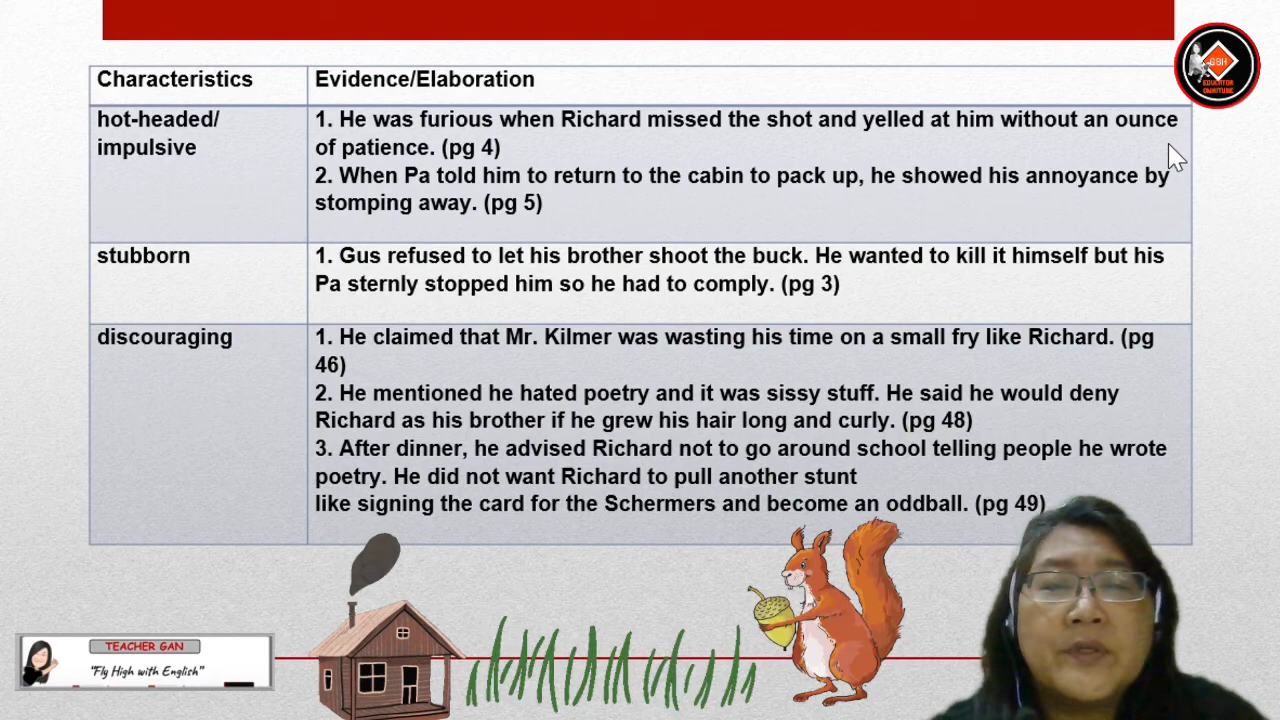 Characteristics
Evidence/Elaboration
hot-headed/
impulsive
1. He was furious when Richard missed the shot and yelled at him without an ounce
of patience. (pg 4)
2. When Pa told him to return to the cabin to pack up, he showed his annoyance by
stomping away. (pg 5)
stubborn
1. Gus refused to let his brother shoot the buck. He wanted to kill it himself but his
Pa sternly stopped him so he had to comply. (pg 3)
discouraging
1. He claimed that Mr. Kilmer was wasting his time on a small fry like Richard. (pg
46)
2. He mentioned he hated poetry and it was sissy stuff. He said he would deny
Richard as his brother if he grew his hair long and curly. (pg 48)
3. After dinner, he advised Richard not to go around school telling people he wrote
poetry. He did not want Richard to pull another stunt
like signing the card for the Schermers and become an oddball. (pg 49)
TEACHER GAN
"Fly High with English"
GBH
EDUCATOR